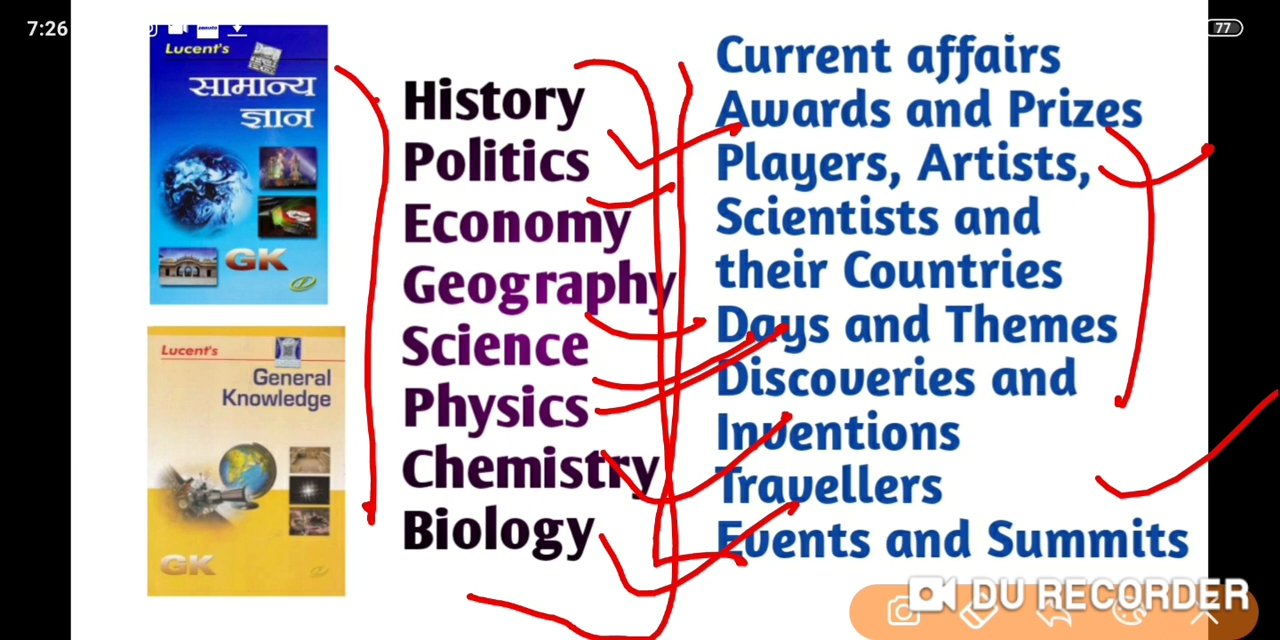 7:26
77
Lucent's
सामान्य
ज्ञान
GK
Lucent's
General
Knowledge
GK
History
Politics
Economy
Geography
Science
Physics
Chemistry
Biology
Current affairs
Awards and Prizes
Players, Artists,
Scientists and
their Countries
Days and Themes
Discoveries and
Inventions
Travellers
Events and Summits
DU RECORDER